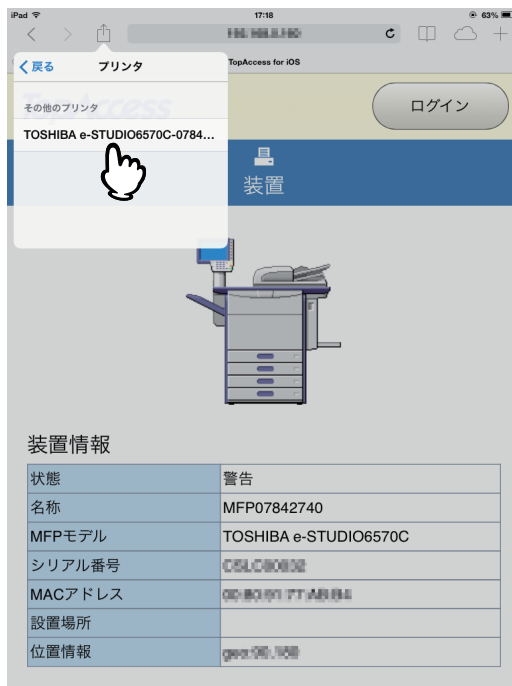 iPad 17:18 63%
TopAccess for iOS
戻る プリンタ
その他のプリンタ
TopAccess
ログイン
TOSHIBA e-STUDIO6570C-0784...
装置
装置情報
状態 警告
名称 MFP07842740
MFPモデル TOSHIBA e-STUDIO6570C
シリアル番号
MACアドレス
設置場所
位置情報